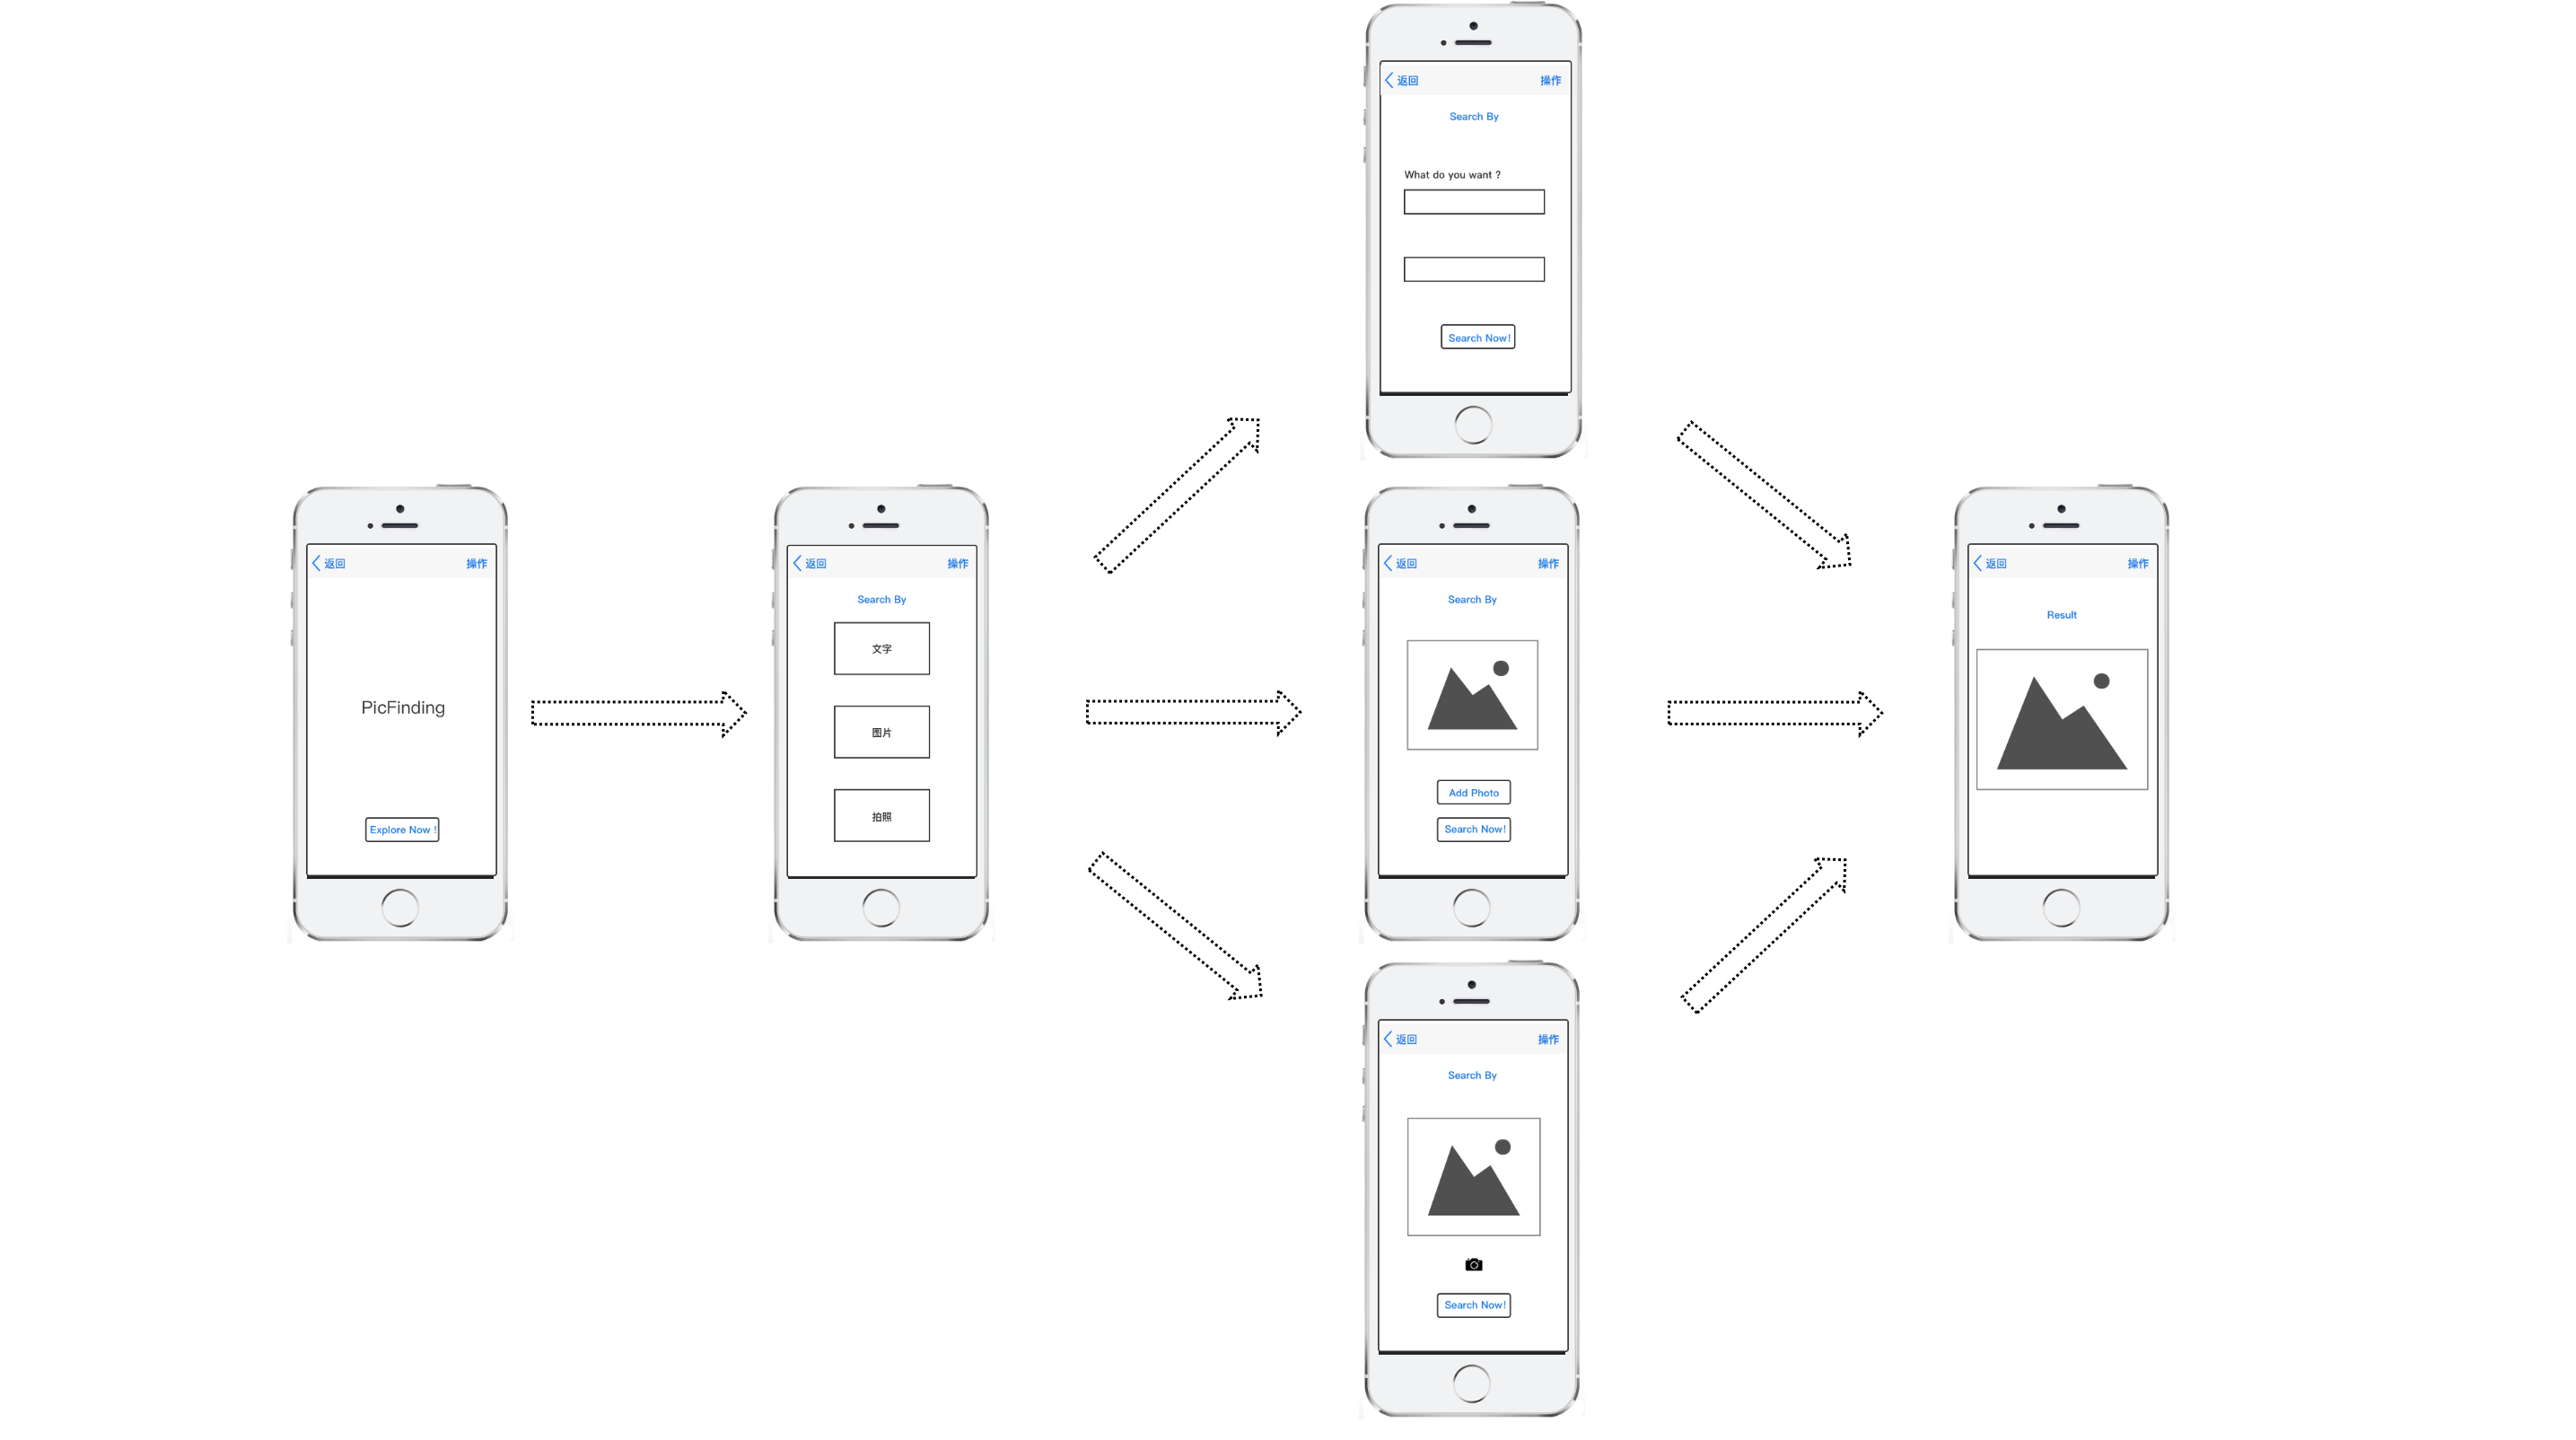 返回 操作
PicFinding
Explore Now !
返回 操作
Search By
文字
图片
拍照
返回 操作
Search By
What do you want ?
Search Now!
返回 操作
Search By
Add Photo
Search Now!
返回 操作
Search By
Search Now!
返回 操作
Result